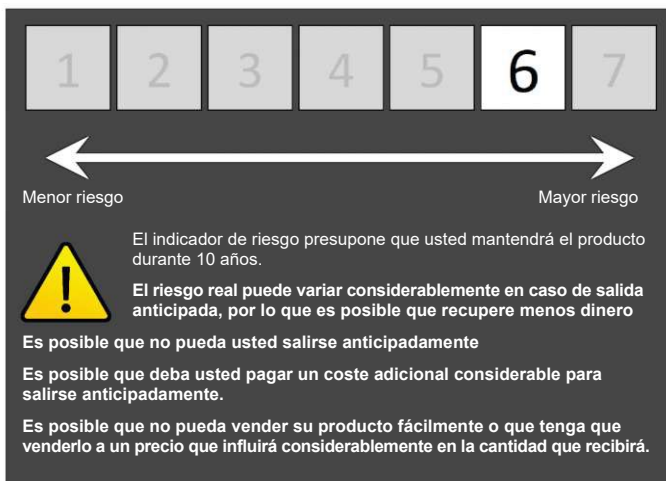 1 2 3 4 5 6 7
Menor riesgo Mayor riesgo
El indicador de riesgo presupone que usted mantendrá el producto
durante 10 años.
El riesgo real puede variar considerablemente en caso de salida
anticipada, por lo que es posible que recupere menos dinero
Es posible que no pueda usted salirse anticipadamente
Es posible que deba usted pagar un coste adicional considerable para
salirse anticipadamente.
Es posible que no pueda vender su producto fácilmente o que tenga que
venderlo a un precio que influirá considerablemente en la cantidad que recibirá.